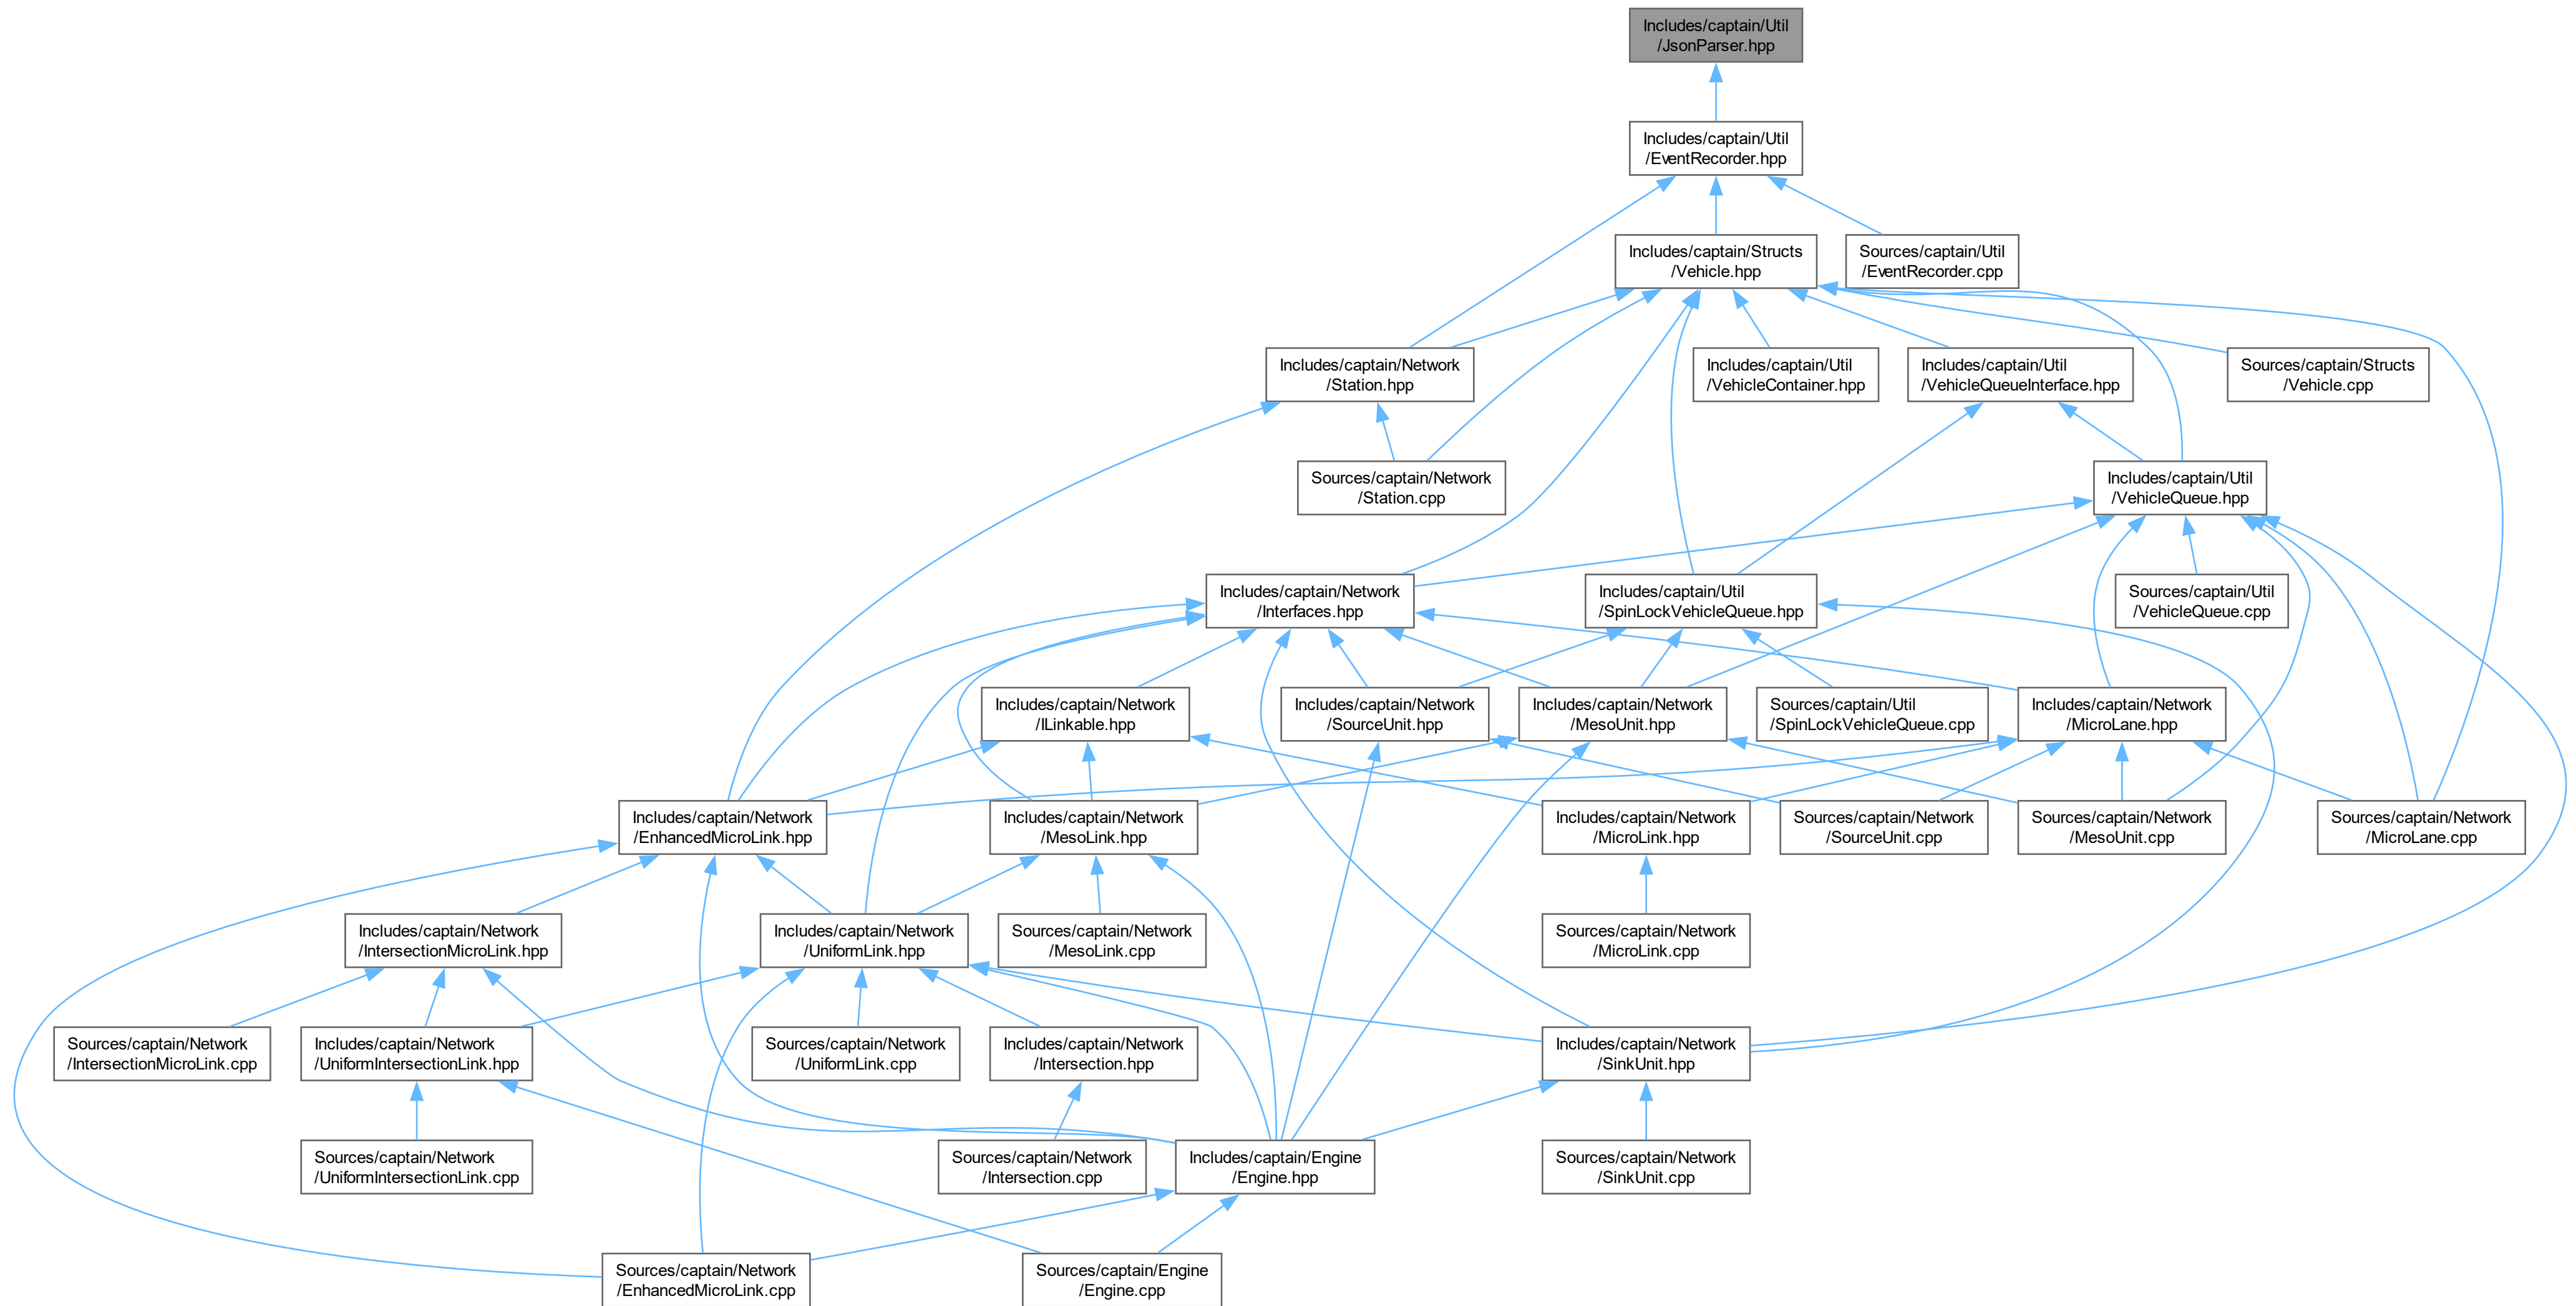 Includes/captain/Util
/JsonParser.hpp
Includes/captain/Util
/EventRecorder.hpp
Includes/captain/Structs
/Vehicle.hpp
Sources/captain/Util
/EventRecorder.cpp
Includes/captain/Network
/Station.hpp
Includes/captain/Util
/VehicleContainer.hpp
Includes/captain/Util
/VehicleQueueInterface.hpp
Sources/captain/Structs
/Vehicle.cpp
Sources/captain/Network
/Station.cpp
Includes/captain/Util
/VehicleQueue.hpp
Includes/captain/Network
/Interfaces.hpp
Includes/captain/Util
/SpinLockVehicleQueue.hpp
Sources/captain/Util
/VehicleQueue.cpp
Includes/captain/Network
/ILinkable.hpp
Includes/captain/Network
/SourceUnit.hpp
Includes/captain/Network
/MesoUnit.hpp
Sources/captain/Util
/SpinLockVehicleQueue.cpp
Includes/captain/Network
/MicroLane.hpp
Includes/captain/Network
/EnhancedMicroLink.hpp
Includes/captain/Network
/MesoLink.hpp
Includes/captain/Network
/MicroLink.hpp
Sources/captain/Network
/SourceUnit.cpp
Sources/captain/Network
/MesoUnit.cpp
Sources/captain/Network
/MicroLane.cpp
Includes/captain/Network
/IntersectionMicroLink.hpp
Includes/captain/Network
/UniformLink.hpp
Sources/captain/Network
/MesoLink.cpp
Sources/captain/Network
/MicroLink.cpp
Sources/captain/Network
/IntersectionMicroLink.cpp
Includes/captain/Network
/UniformIntersectionLink.hpp
Sources/captain/Network
/UniformLink.cpp
Includes/captain/Network
/Intersection.hpp
Includes/captain/Network
/SinkUnit.hpp
Sources/captain/Network
/UniformIntersectionLink.cpp
Sources/captain/Network
/Intersection.cpp
Includes/captain/Engine
/Engine.hpp
Sources/captain/Network
/SinkUnit.cpp
Sources/captain/Network
/EnhancedMicroLink.cpp
Sources/captain/Engine
/Engine.cpp